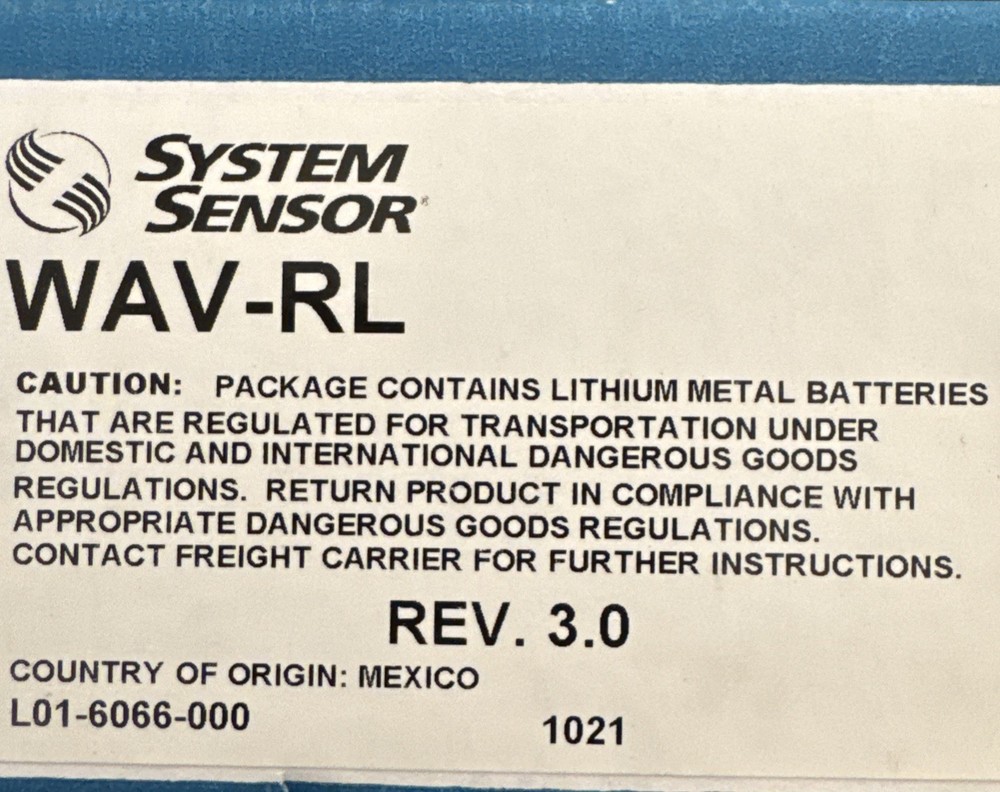 SYSTEM
SENSOR®
WAV-RL
CAUTION: PACKAGE CONTAINS LITHIUM METAL BATTERIES
THAT ARE REGULATED FOR TRANSPORTATION UNDER
DOMESTIC AND INTERNATIONAL DANGEROUS GOODS
REGULATIONS. RETURN PRODUCT IN COMPLIANCE WITH
APPROPRIATE DANGEROUS GOODS REGULATIONS.
CONTACT FREIGHT CARRIER FOR FURTHER INSTRUCTIONS.
REV. 3.0
COUNTRY OF ORIGIN: MEXICO
L01-6066-000
1021